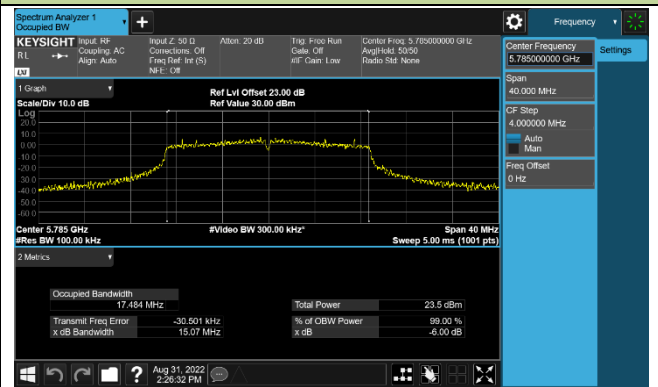 Spectrum Analyzer 1
Occupied BW
Frequency
KEYSIGHT
RL
LXI
Input: RF
Coupling: AC
Align: Auto
Input Z: 50 Ω
Corrections: Off
Freq Ref: Int (S)
NFE: Off
Atten: 20 dB
Trig: Free Run
Gate: Off
#IF Gain: Low
Center Freq: 5.785000000 GHz
Avg|Hold: 50/50
Radio Std: None
Center Frequency
5.785000000 GHz
Settings
Span
40.000 MHz
CF Step
4.000000 MHz
Auto
Man
Freq Offset
0 Hz
1 Graph
Scale/Div 10.0 dB
Ref Lvl Offset 23.00 dB
Ref Value 30.00 dBm
Log
20.0
10.0
0.00
-10.0
-20.0
-30.0
-40.0
-50.0
-60.0
Center 5.785 GHz
#Res BW 100.00 kHz
#Video BW 300.00 kHz*
Span 40 MHz
Sweep 5.00 ms (1001 pts)
2 Metrics
Occupied Bandwidth
17.484 MHz
Total Power 23.5 dBm
Transmit Freq Error -30.501 kHz
% of OBW Power 99.00 %
x dB Bandwidth 15.07 MHz
x dB -6.00 dB
?
Aug 31, 2022
2:26:32 PM